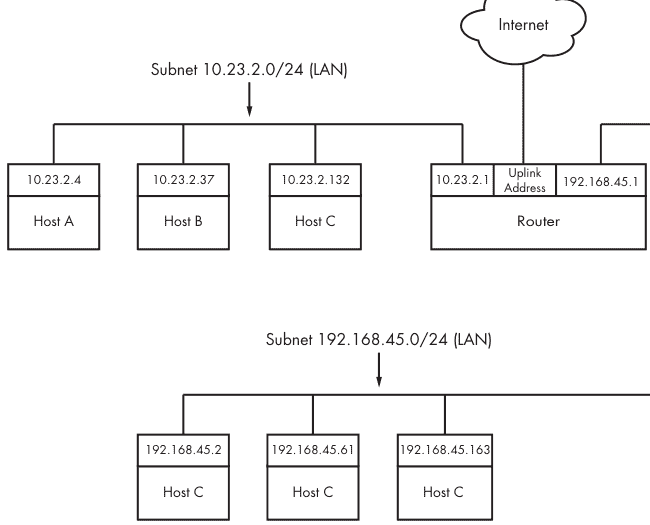 Internet
Subnet 10.23.2.0/24 (LAN)
10.23.2.4
10.23.2.37
10.23.2.132
10.23.2.1
Uplink
Address
192.168.45.1
Host A
Host B
Host C
Router
Subnet 192.168.45.0/24 (LAN)
192.168.45.2
192.168.45.61
192.168.45.163
Host C
Host C
Host C